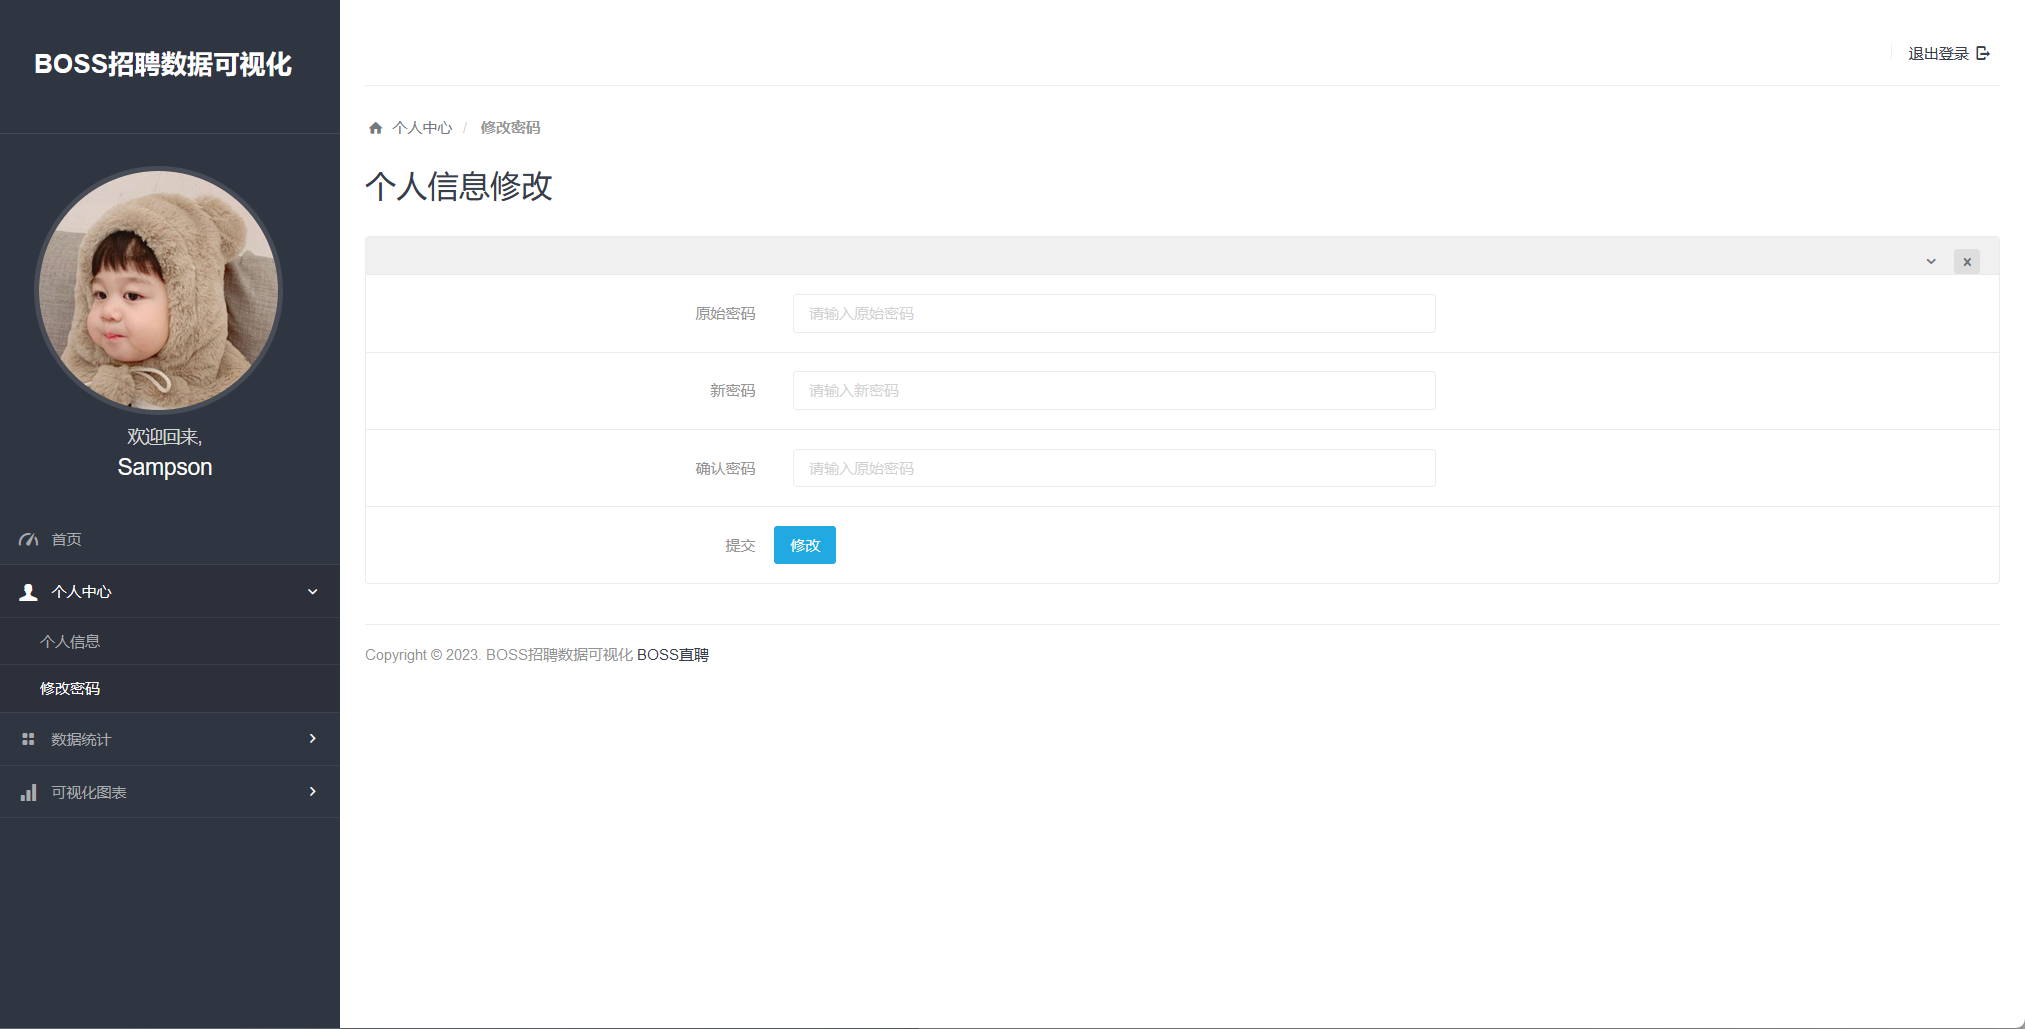 BOSS招聘数据可视化
欢迎回来,
Sampson
首页
个人中心
个人信息
修改密码
数据统计
可视化图表
退出登录
个人中心 / 修改密码
个人信息修改
x
原始密码 请输入原始密码
新密码 请输入新密码
确认密码 请输入原始密码
提交 修改
Copyright © 2023. BOSS招聘数据可视化 BOSS直聘